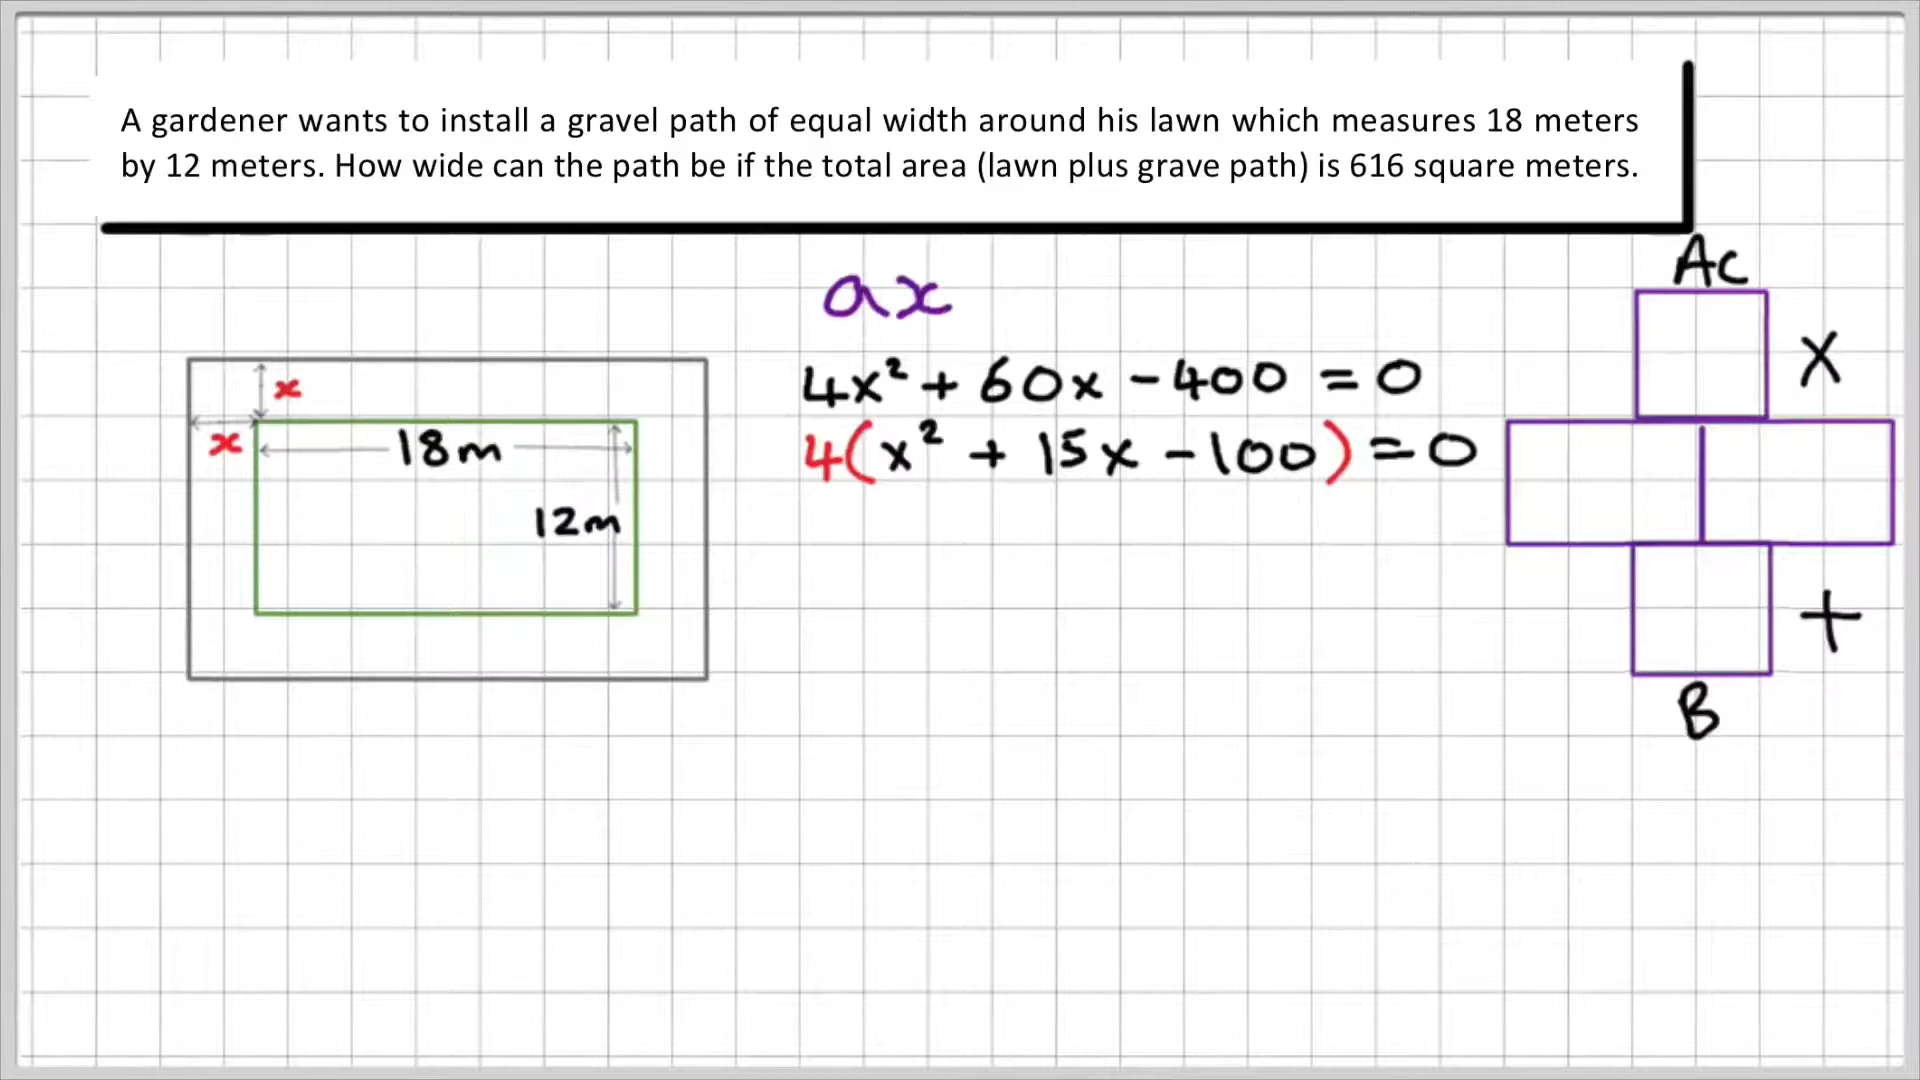 A gardener wants to install a gravel path of equal width around his lawn which measures 18 meters
by 12 meters. How wide can the path be if the total area (lawn plus grave path) is 616 square meters.
ax
AC
x
4x² + 60x - 400 = 0
X
x
18m
4(x² + 15x - 100) = 0
12m
+
B